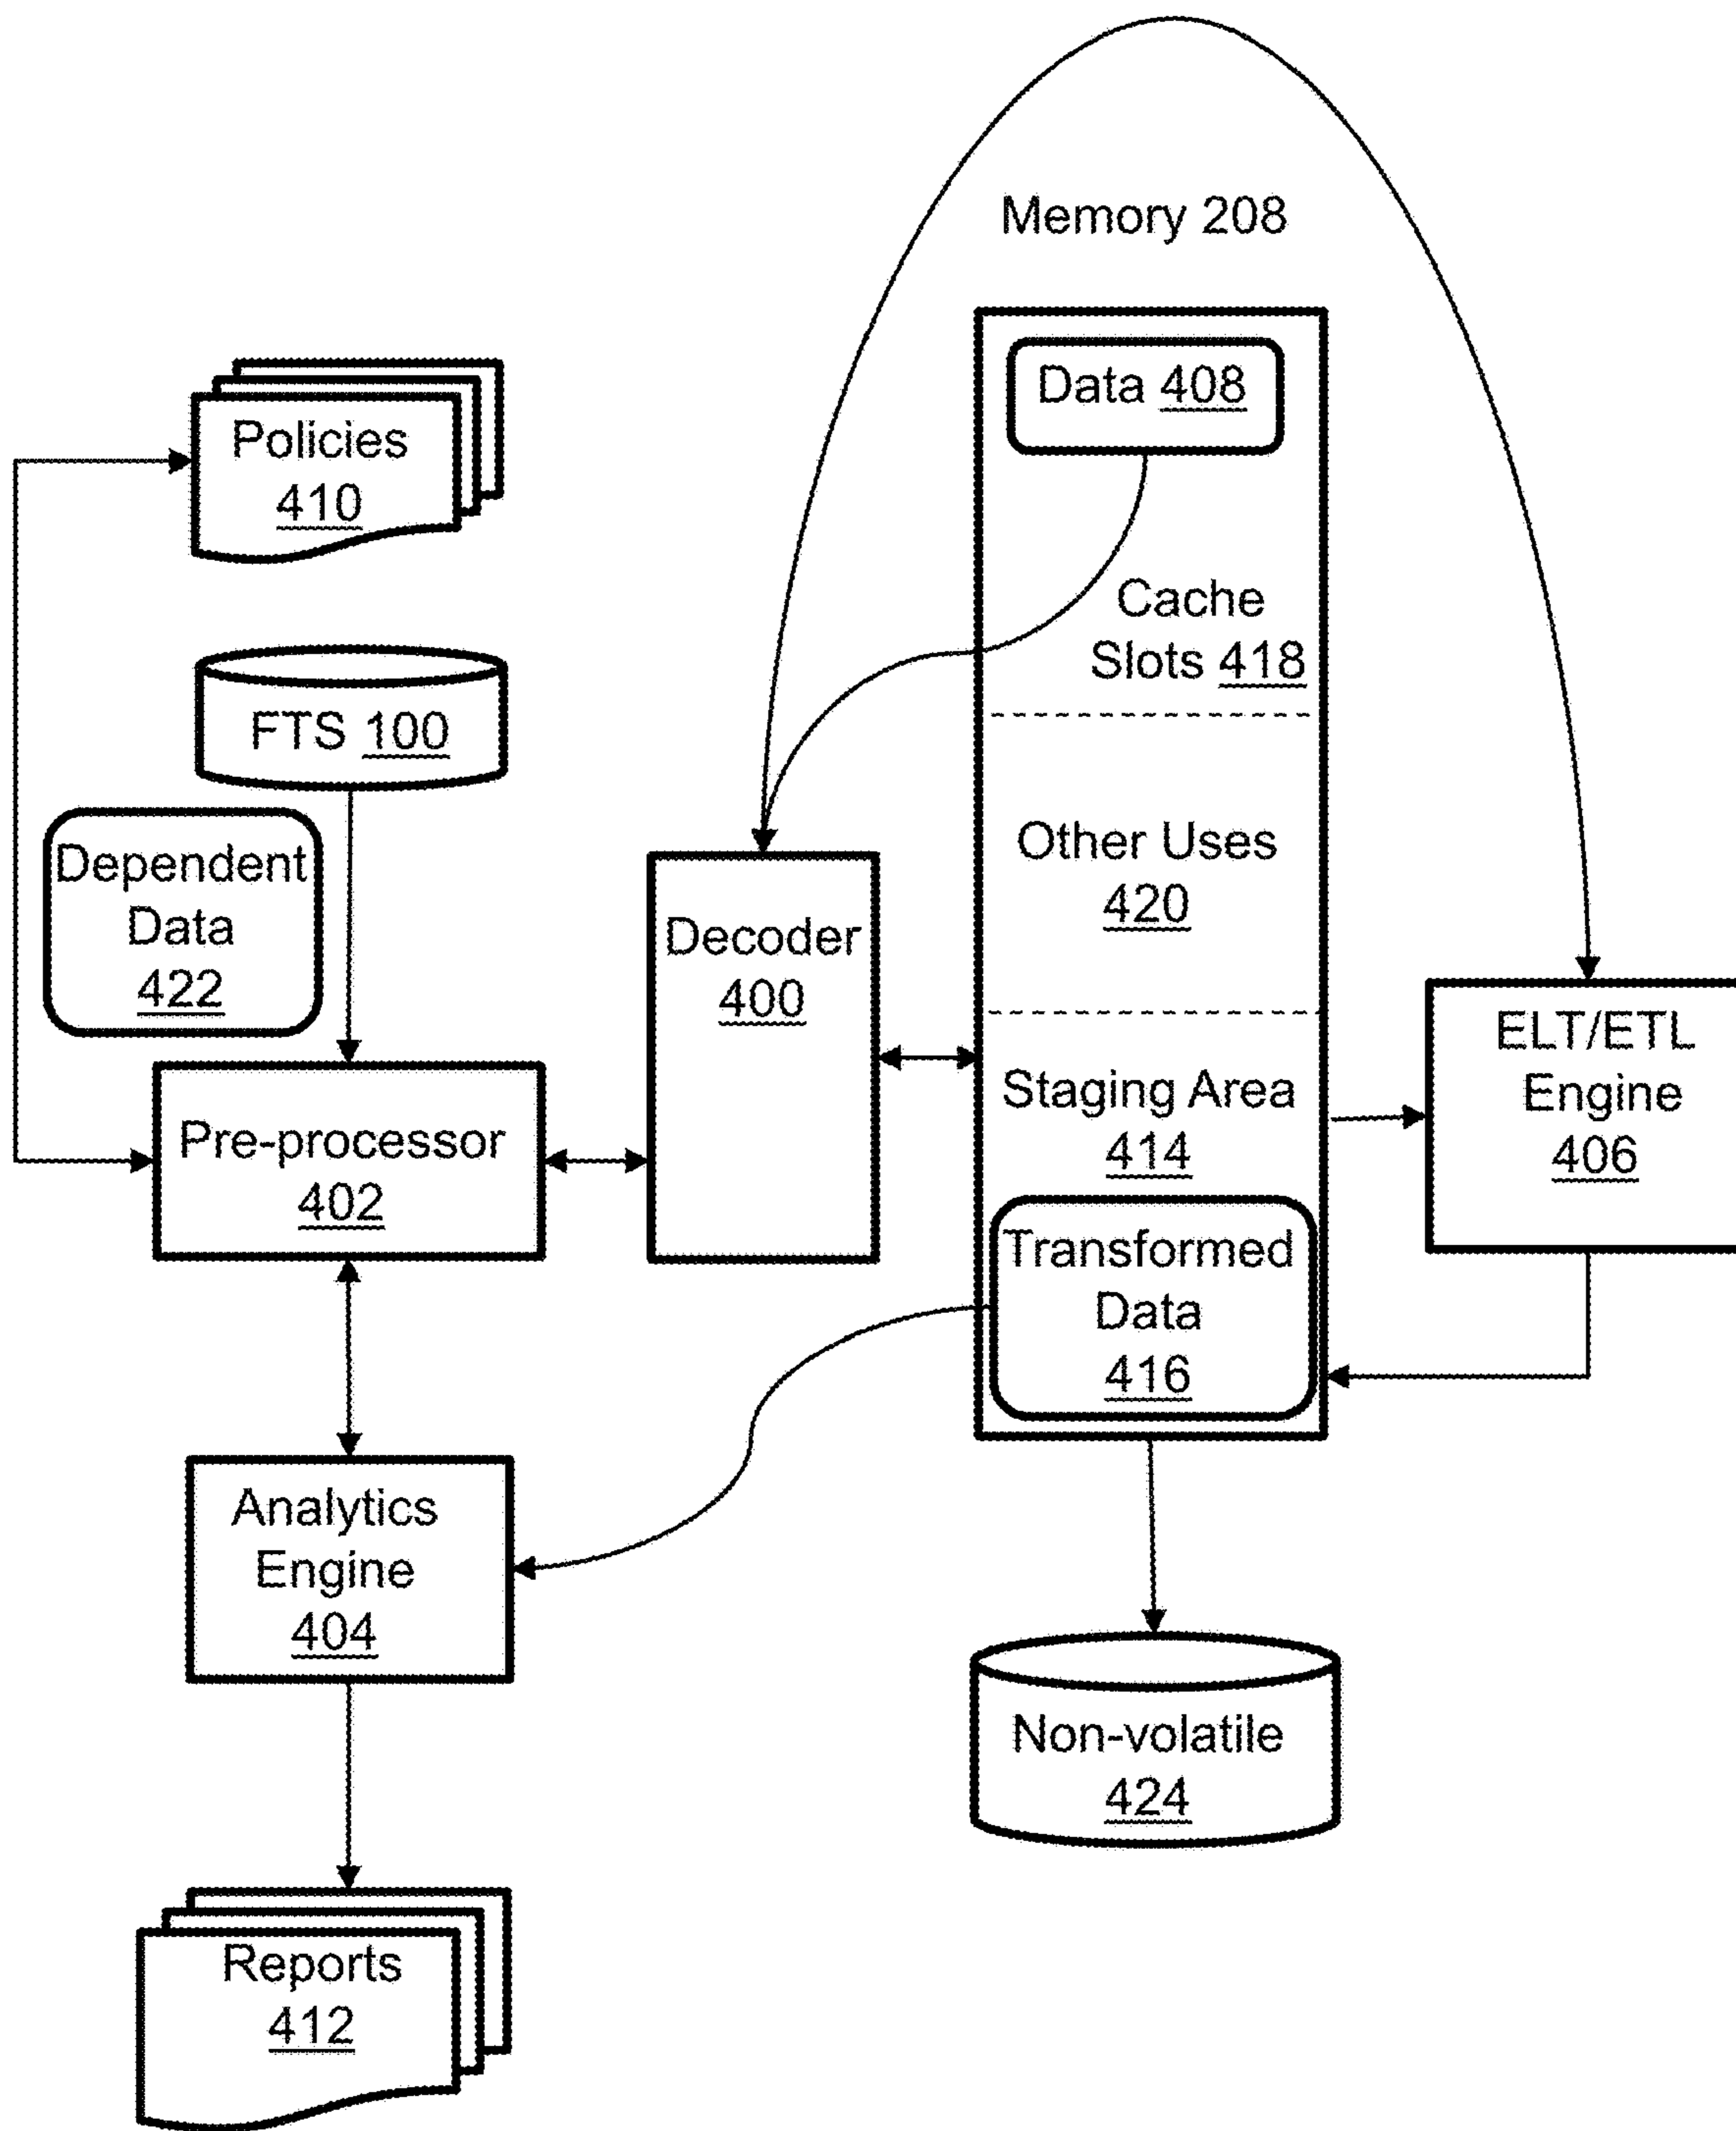 Memory 208
Data 408
Policies
410
Cache
Slots 418
FTS 100
Dependent
Data
422
Other Uses
420
Decoder
400
ELT/ETL
Engine
406
Staging Area
414
Pre-processor
402
Transformed
Data
416
Analytics
Engine
404
Non-volatile
424
Reports
412